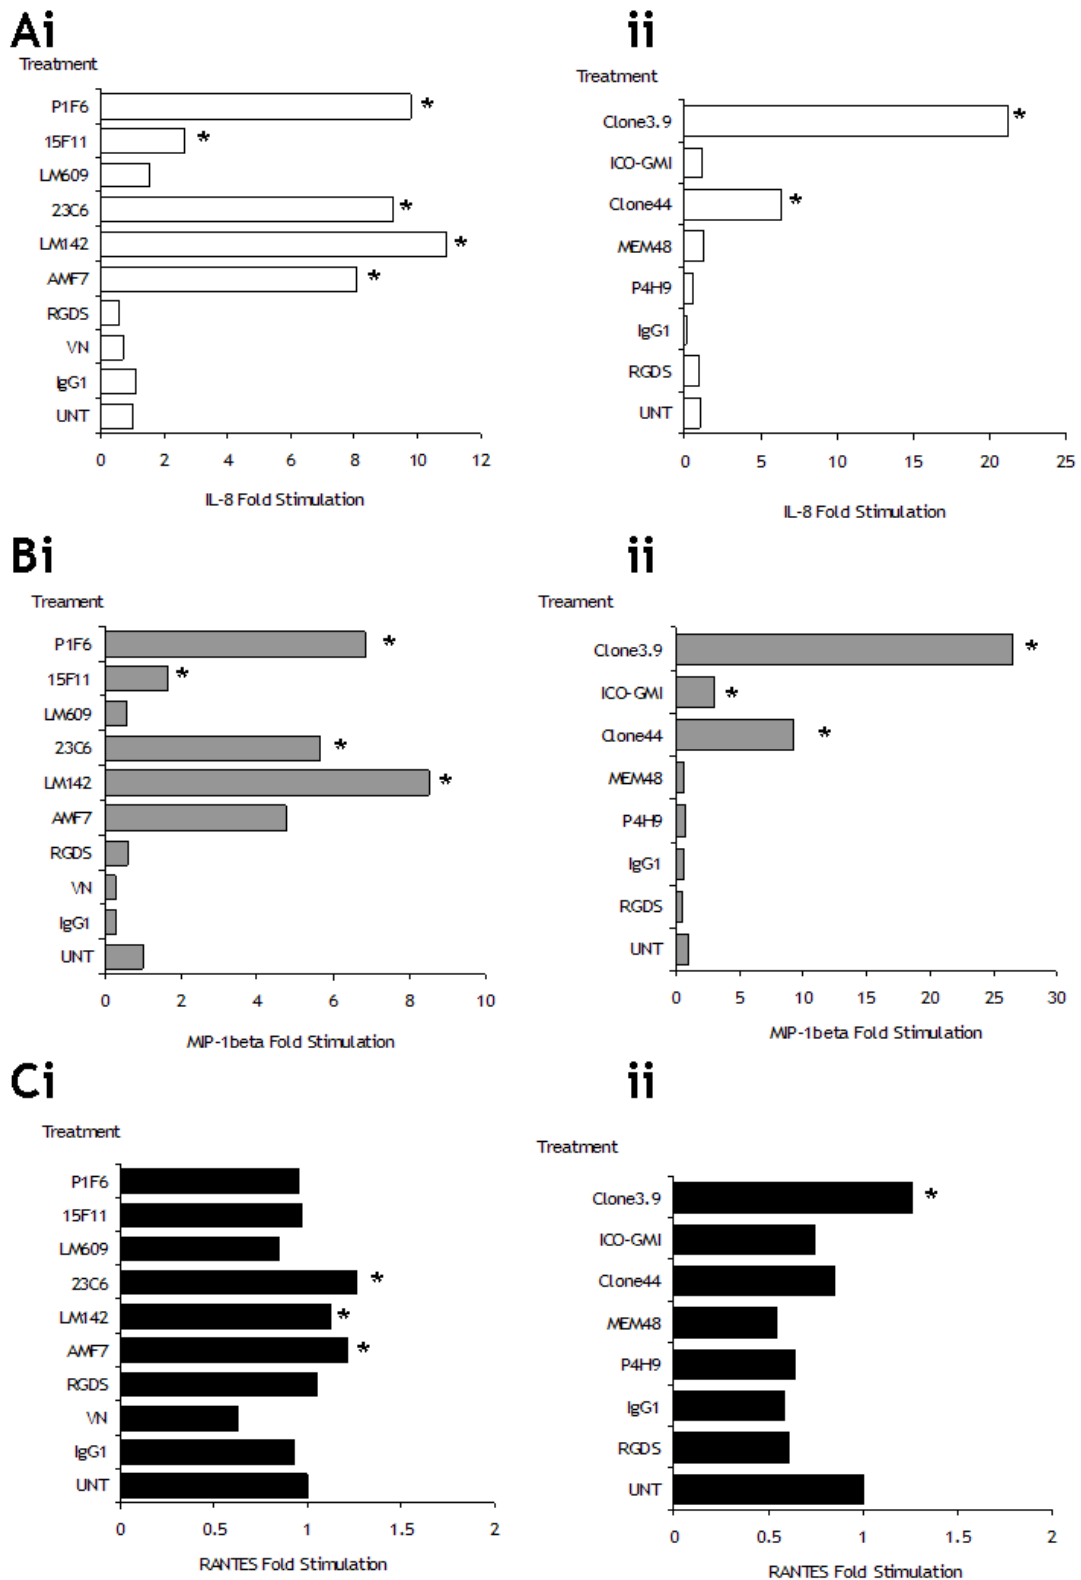 Ai
Treatment
P1F6 *
15F11 *
LM609
23C6 *
LM142 *
AMF7 *
RGDS
VN
IgG1
UNT
0 2 4 6 8 10 12
IL-8 Fold Stimulation
ii
Treatment
Clone3.9 *
ICO-GMI
Clone44 *
MEM48
P4H9
IgG1
RGDS
UNT
0 5 10 15 20 25
IL-8 Fold Stimulation
Bi
Treament
P1F6 *
15F11 *
LM609
23C6 *
LM142 *
AMF7
RGDS
VN
IgG1
UNT
0 2 4 6 8 10
MIP-1beta Fold Stimulation
ii
Treament
Clone3.9 *
ICO-GMI *
Clone44 *
MEM48
P4H9
IgG1
RGDS
UNT
0 5 10 15 20 25 30
MIP-1beta Fold Stimulation
Ci
Treatment
P1F6
15F11
LM609
23C6 *
LM142 *
AMF7 *
RGDS
VN
IgG1
UNT
0 0.5 1 1.5 2
RANTES Fold Stimulation
ii
Treatment
Clone3.9 *
ICO-GMI
Clone44
MEM48
P4H9
IgG1
RGDS
UNT
0 0.5 1 1.5 2
RANTES Fold Stimulation